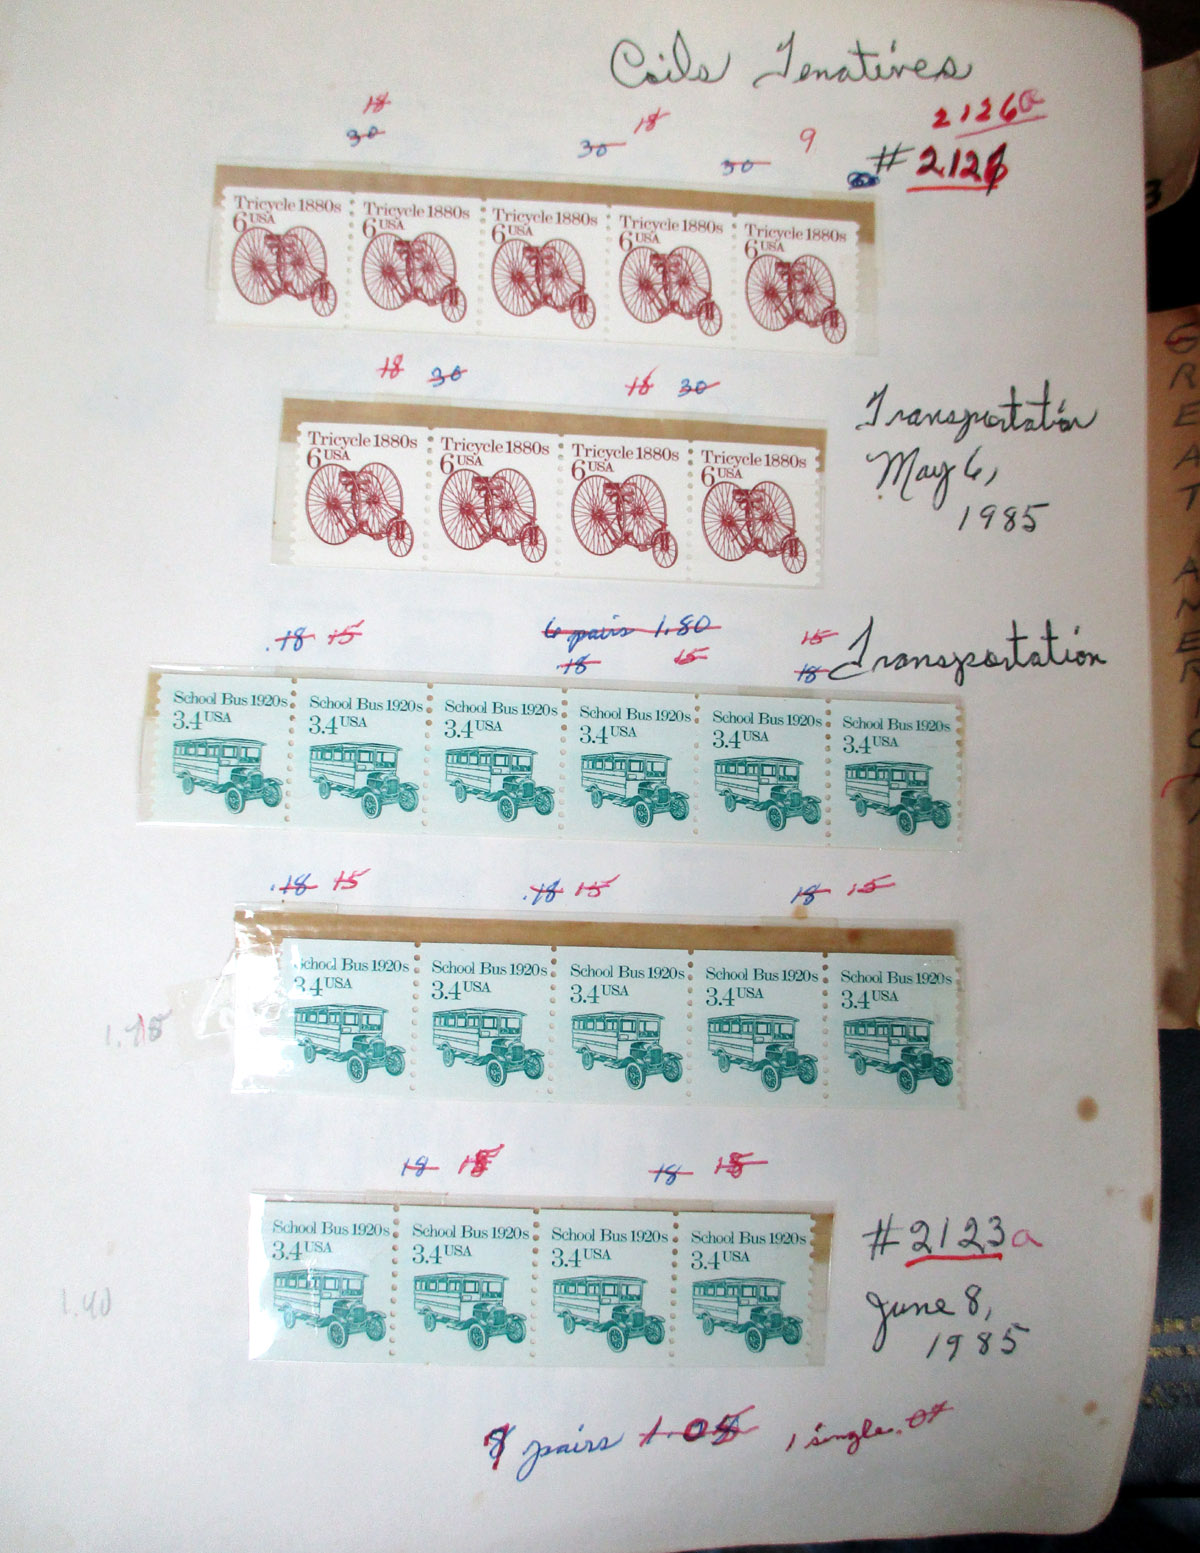 Coils Tenatives
18 18 2126a
30 30 30 9 # 2126
Tricycle 1880s Tricycle 1880s Tricycle 1880s Tricycle 1880s Tricycle 1880s
6 USA 6 USA 6 USA 6 USA 6 USA
18 30 18 30
Transportation
May 6,
1985
Tricycle 1880s Tricycle 1880s Tricycle 1880s Tricycle 1880s
6 USA 6 USA 6 USA 6 USA
.18 15 6 pairs 1.80 15
18 15 18 Transportation
School Bus 1920s School Bus 1920s School Bus 1920s School Bus 1920s School Bus 1920s School Bus 1920s
3.4 USA 3.4 USA 3.4 USA 3.4 USA 3.4 USA 3.4 USA
.18 15 .18 15 18 15
School Bus 1920s School Bus 1920s School Bus 1920s School Bus 1920s School Bus 1920s
3.4 USA 3.4 USA 3.4 USA 3.4 USA 3.4 USA
18 15 18 15
School Bus 1920s School Bus 1920s School Bus 1920s School Bus 1920s
3.4 USA 3.4 USA 3.4 USA 3.4 USA
# 2123a
June 8,
1985
1.40
pairs 1.05 1 single .07
GREAT AMER